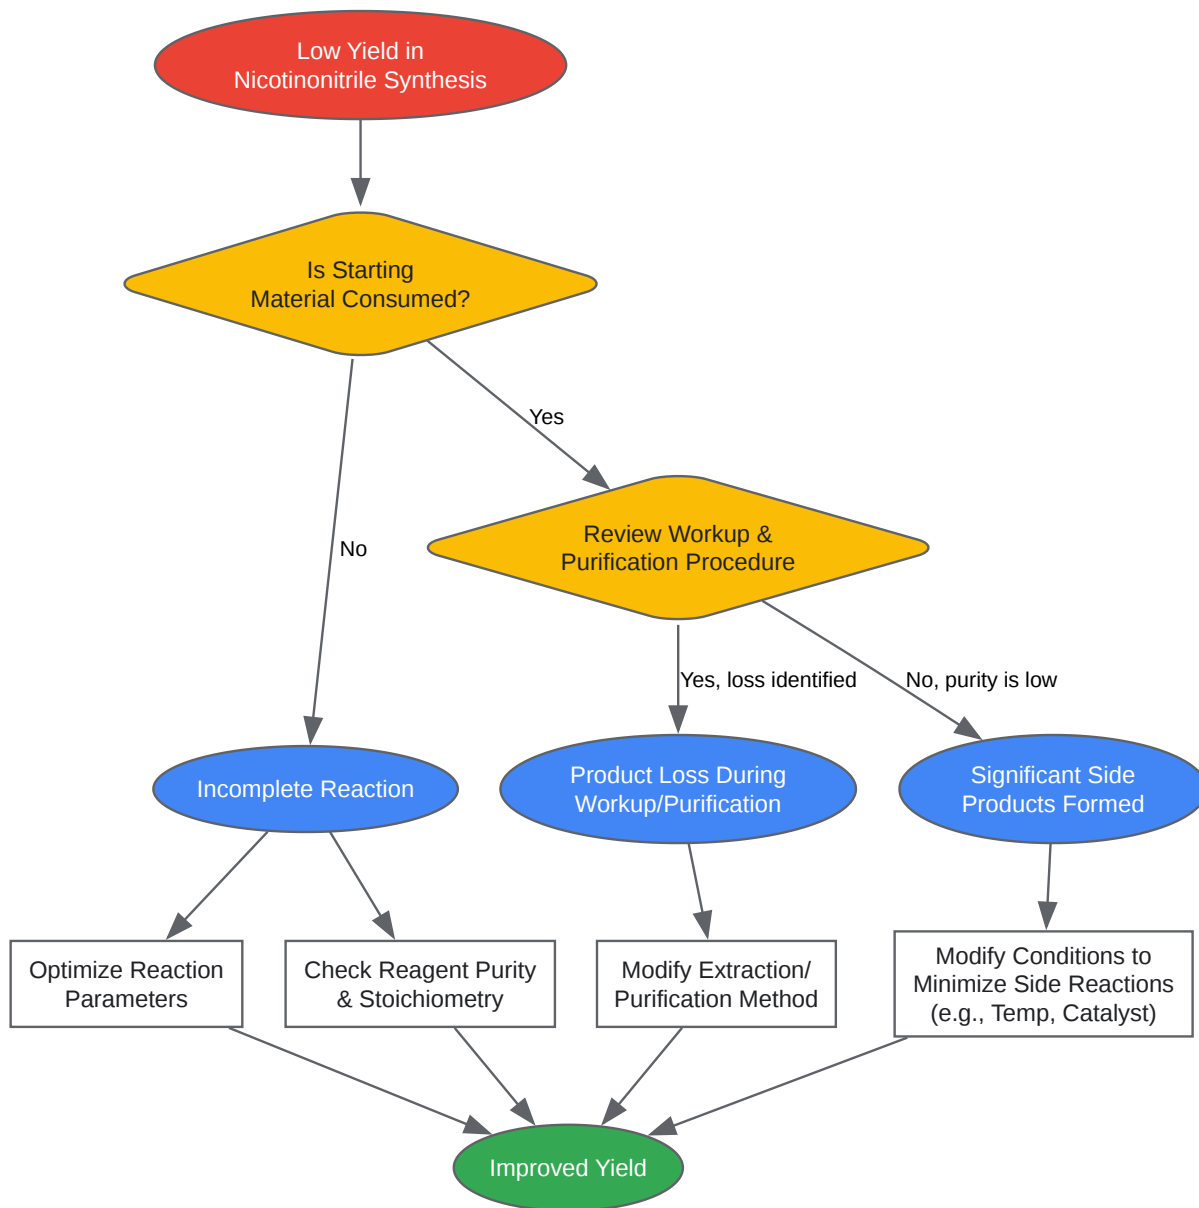 Low Yield in
Nicotinonitrile Synthesis
Is Starting
Material Consumed?
Yes
Review Workup &
Purification Procedure
No
Yes, loss identified
No, purity is low
Incomplete Reaction
Product Loss During
Workup/Purification
Significant Side
Products Formed
Optimize Reaction
Parameters
Check Reagent Purity
& Stoichiometry
Modify Extraction/
Purification Method
Modify Conditions to
Minimize Side Reactions
(e.g., Temp, Catalyst)
Improved Yield